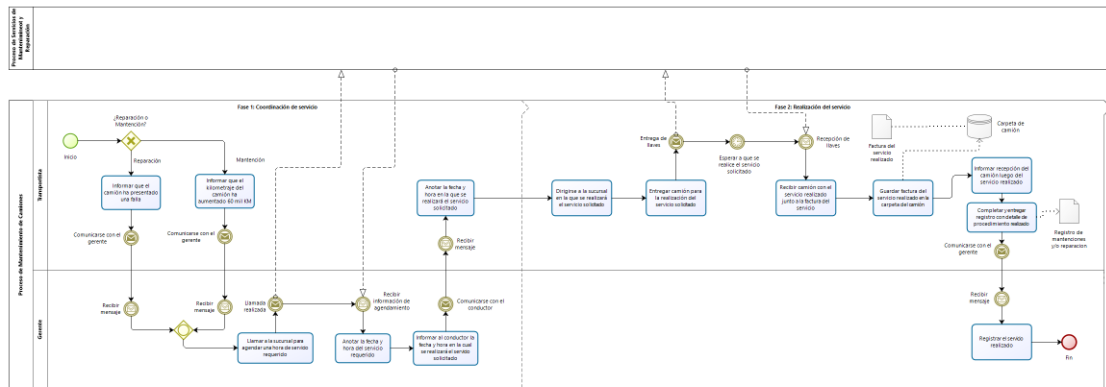 Proceso de Servicios de
Mantenimient y
Reparación
Proceso de Mantenimiento de Camiones
Transportista
Gerente
Fase 1: Coordinación de servicio
Fase 2: Realización del servicio
¿Reparación o
Mantención?
Inicio
Reparación
Mantención
Informar que el
camión ha presentado
una falla
Informar que el
kilometraje del
camión ha
aumentado 60 mil KM
Comunicarse con el
gerente
Comunicarse con el
gerente
Recibir
mensaje
Recibir
mensaje
Llamar a la sucursal para
agendar una hora de servicio
requerido
Llamada
realizada
Recibir
información de
agendamiento
Anotar la fecha y
hora del servicio
requerido
Informar al conductor la
fecha y hora en la cual
se realizará el servicio
solicitado
Comunicarse con el
conductor
Recibir
mensaje
Anotar la fecha y
hora en la que se
realizará el servicio
solicitado
Dirigirse a la sucursal
en la que se realizará
el servicio solicitado
Entregar camión para
la realización del
servicio solicitado
Entrega de
llaves
Esperar a que se
realice el servicio
solicitado
Recepción de
llaves
Recibir camión con el
servicio realizado
junto a la factura del
servicio
Guardar factura del
servicio realizado en la
carpeta del camión
Factura del
servicio
realizado
Carpeta de
camión
Informar recepción del
camión luego del
servicio realizado
Completar y entregar
registro con detalle de
procedimiento realizado
Registro de
mantenciones
y/o reparacion
Comunicarse con el
gerente
Recibir
mensaje
Registrar el servicio
realizado
Fin